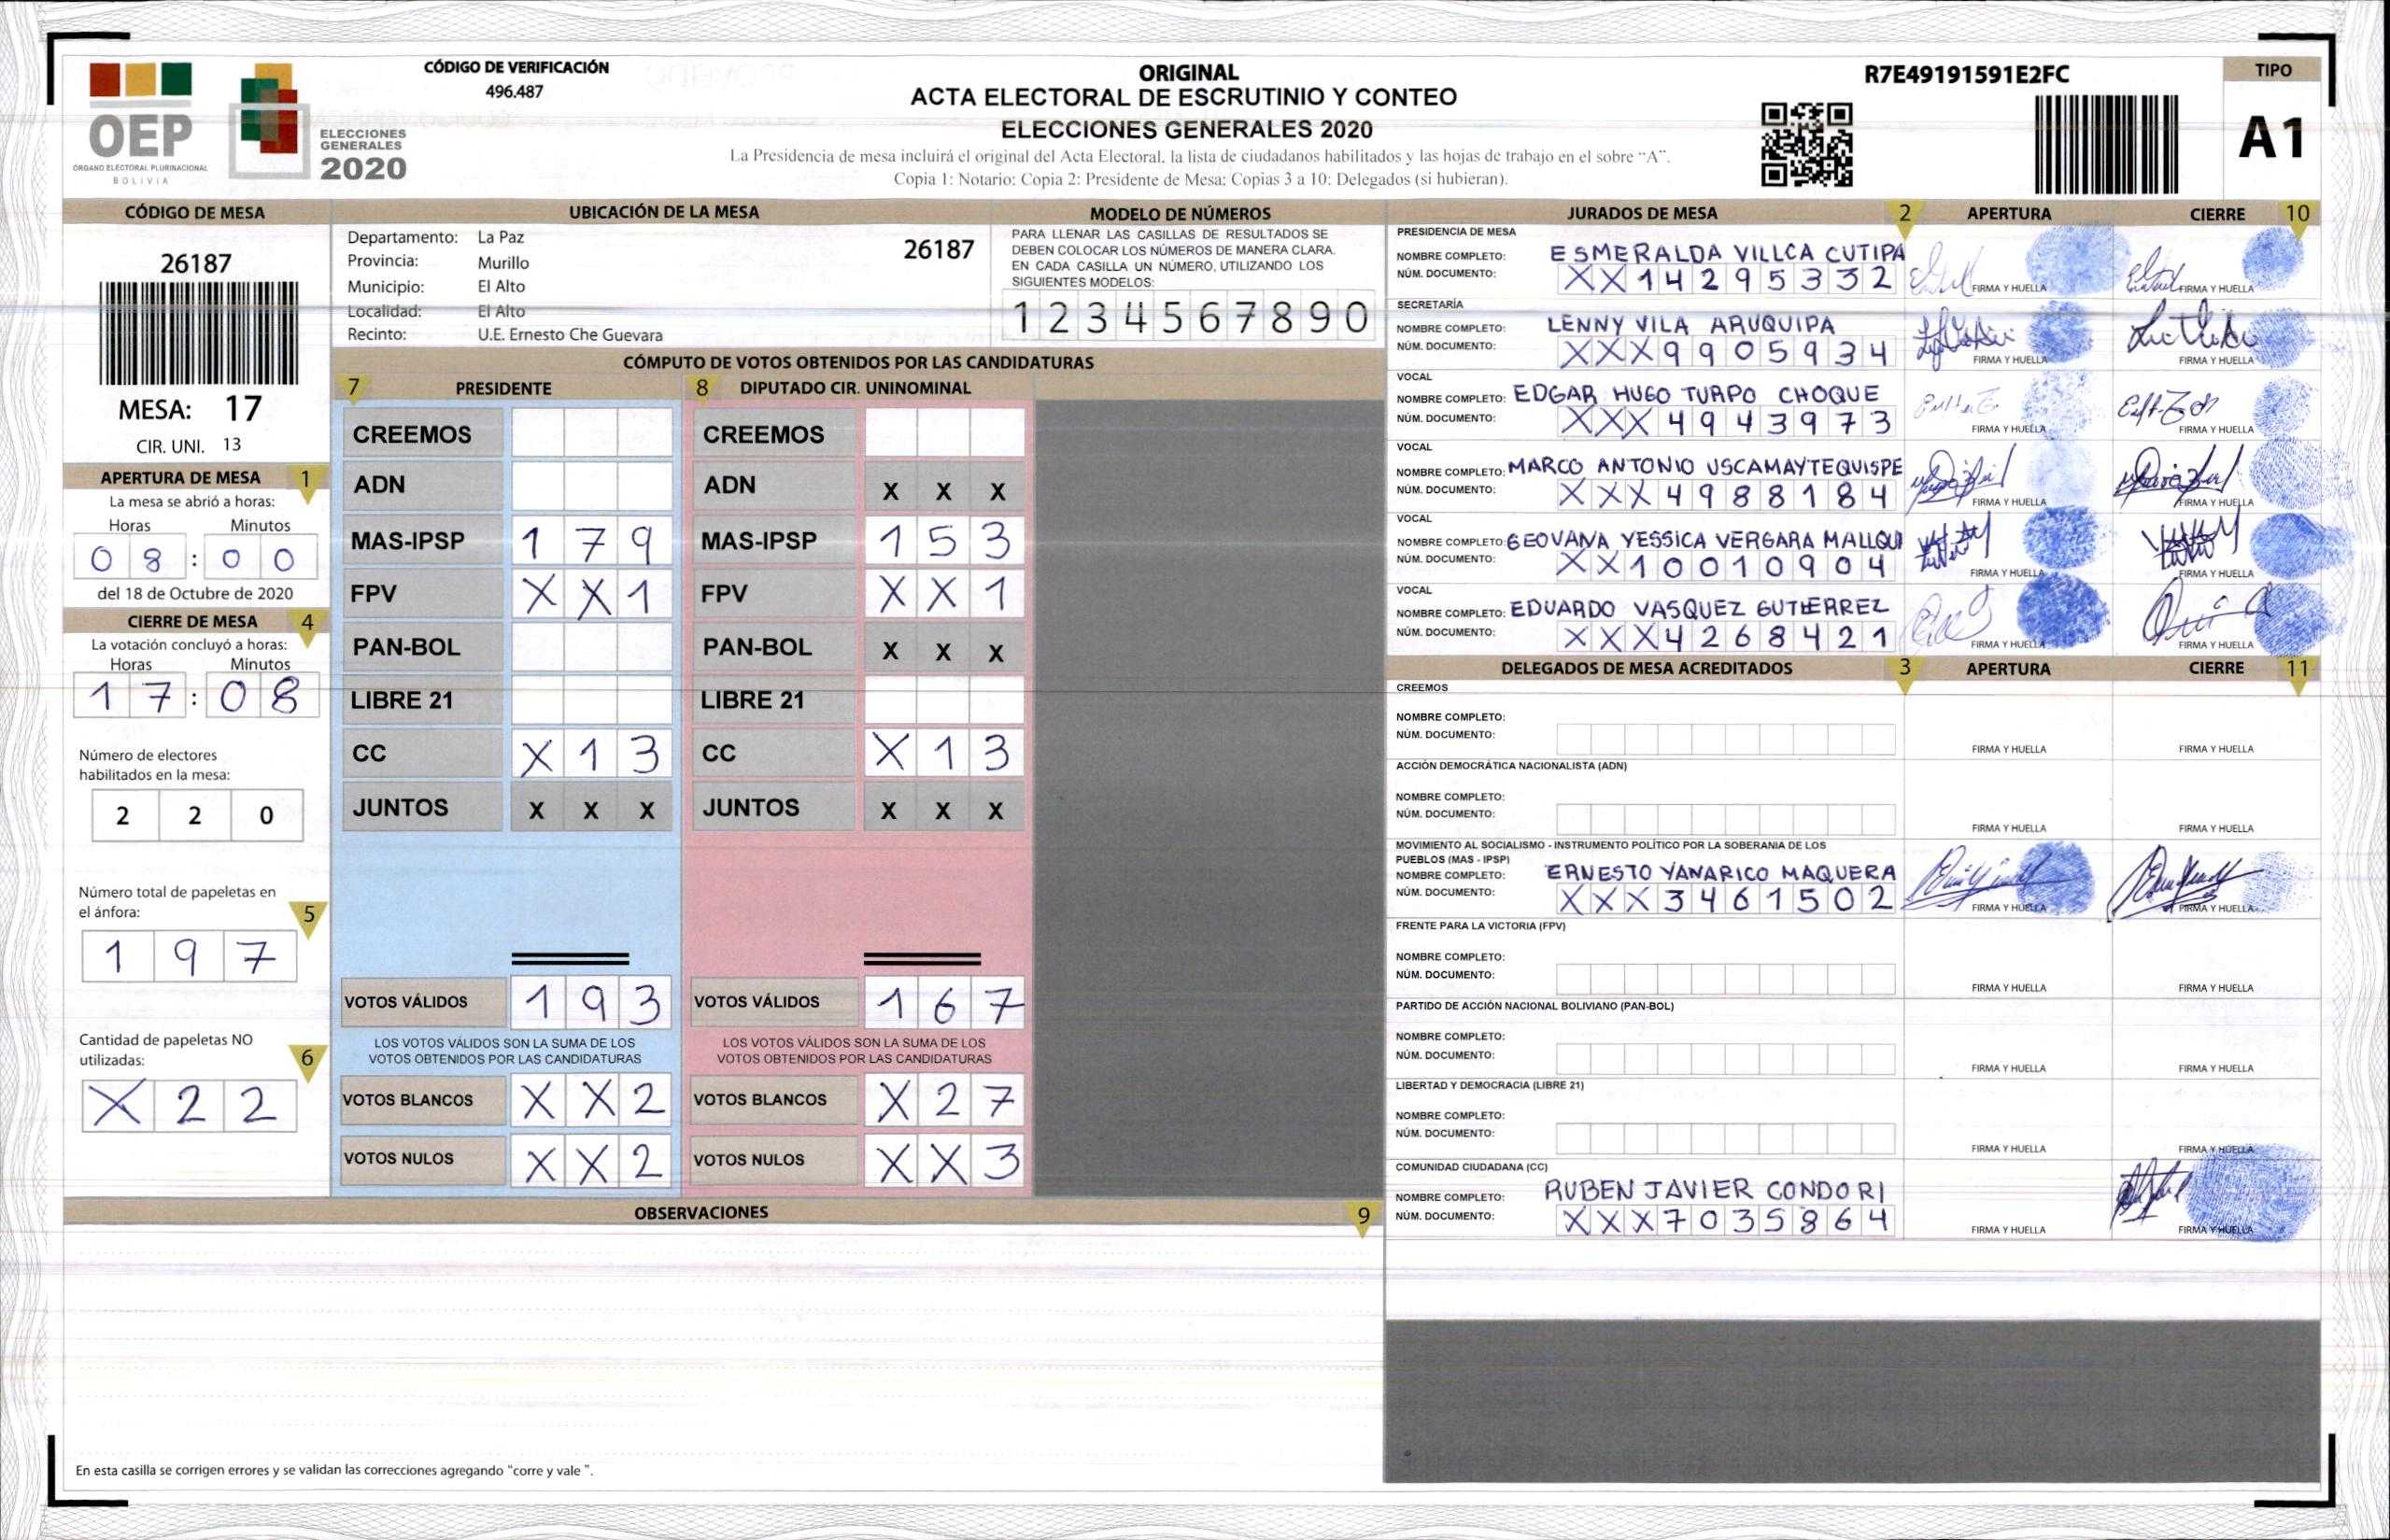 OEP
ÓRGANO ELECTORAL PLURINACIONAL
BOLIVIA
ELECCIONES
GENERALES
2020
CÓDIGO DE VERIFICACIÓN
496.487
ORIGINAL
ACTA ELECTORAL DE ESCRUTINIO Y CONTEO
ELECCIONES GENERALES 2020
La Presidencia de mesa incluirá el original del Acta Electoral, la lista de ciudadanos habilitados y las hojas de trabajo en el sobre "A".
Copia 1: Notario; Copia 2: Presidente de Mesa; Copias 3 a 10: Delegados (si hubieran).
R7E49191591E2FC
TIPO
A1
CÓDIGO DE MESA
26187
MESA: 17
CIR. UNI. 13
APERTURA DE MESA 1
La mesa se abrió a horas:
Horas Minutos
0 8 : 0 0
del 18 de Octubre de 2020
CIERRE DE MESA 4
La votación concluyó a horas:
Horas Minutos
1 7 : 0 8
Número de electores
habilitados en la mesa:
2 2 0
Número total de papeletas en
el ánfora: 5
1 9 7
Cantidad de papeletas NO
utilizadas: 6
X 2 2
UBICACIÓN DE LA MESA
Departamento: La Paz
Provincia: Murillo
Municipio: El Alto
Localidad: El Alto
Recinto: U.E. Ernesto Che Guevara
26187
MODELO DE NÚMEROS
PARA LLENAR LAS CASILLAS DE RESULTADOS SE
DEBEN COLOCAR LOS NÚMEROS DE MANERA CLARA.
EN CADA CASILLA UN NÚMERO, UTILIZANDO LOS
SIGUIENTES MODELOS:
1 2 3 4 5 6 7 8 9 0
CÓMPUTO DE VOTOS OBTENIDOS POR LAS CANDIDATURAS
7 PRESIDENTE
CREEMOS
ADN
MAS-IPSP 1 7 9
FPV X X 1
PAN-BOL
LIBRE 21
CC X 1 3
JUNTOS X X X
VOTOS VÁLIDOS 1 9 3
LOS VOTOS VÁLIDOS SON LA SUMA DE LOS
VOTOS OBTENIDOS POR LAS CANDIDATURAS
VOTOS BLANCOS X X 2
VOTOS NULOS X X 2
8 DIPUTADO CIR. UNINOMINAL
CREEMOS
ADN X X X
MAS-IPSP 1 5 3
FPV X X 1
PAN-BOL X X X
LIBRE 21
CC X 1 3
JUNTOS X X X
VOTOS VÁLIDOS 1 6 7
LOS VOTOS VÁLIDOS SON LA SUMA DE LOS
VOTOS OBTENIDOS POR LAS CANDIDATURAS
VOTOS BLANCOS X 2 7
VOTOS NULOS X X 3
OBSERVACIONES 9
En esta casilla se corrigen errores y se validan las correcciones agregando "corre y vale ".
JURADOS DE MESA 2 APERTURA CIERRE 10
PRESIDENCIA DE MESA
NOMBRE COMPLETO: ESMERALDA VILLCA CUTIPA
NÚM. DOCUMENTO: X X 1 4 2 9 5 3 3 2 FIRMA Y HUELLA FIRMA Y HUELLA
SECRETARÍA
NOMBRE COMPLETO: LENNY VILA ARUQUIPA
NÚM. DOCUMENTO: X X X 9 9 0 5 9 3 4 FIRMA Y HUELLA FIRMA Y HUELLA
VOCAL
NOMBRE COMPLETO: EDGAR HUGO TURPO CHOQUE
NÚM. DOCUMENTO: X X X 4 9 4 3 9 7 3 FIRMA Y HUELLA FIRMA Y HUELLA
VOCAL
NOMBRE COMPLETO: MARCO ANTONIO USCAMAYTEQUISPE
NÚM. DOCUMENTO: X X X 4 9 8 8 1 8 4 FIRMA Y HUELLA FIRMA Y HUELLA
VOCAL
NOMBRE COMPLETO: GEOVANA YESSICA VERGARA MALLQUI
NÚM. DOCUMENTO: X X 1 0 0 1 0 9 0 4 FIRMA Y HUELLA FIRMA Y HUELLA
VOCAL
NOMBRE COMPLETO: EDUARDO VASQUEZ GUTIERREZ
NÚM. DOCUMENTO: X X X 4 2 6 8 4 2 1 FIRMA Y HUELLA FIRMA Y HUELLA
DELEGADOS DE MESA ACREDITADOS 3 APERTURA CIERRE 11
CREEMOS
NOMBRE COMPLETO:
NÚM. DOCUMENTO: FIRMA Y HUELLA FIRMA Y HUELLA
ACCIÓN DEMOCRÁTICA NACIONALISTA (ADN)
NOMBRE COMPLETO:
NÚM. DOCUMENTO: FIRMA Y HUELLA FIRMA Y HUELLA
MOVIMIENTO AL SOCIALISMO - INSTRUMENTO POLÍTICO POR LA SOBERANIA DE LOS
PUEBLOS (MAS - IPSP)
NOMBRE COMPLETO: ERNESTO YANARICO MAQUERA
NÚM. DOCUMENTO: X X X 3 4 6 1 5 0 2 FIRMA Y HUELLA FIRMA Y HUELLA
FRENTE PARA LA VICTORIA (FPV)
NOMBRE COMPLETO:
NÚM. DOCUMENTO: FIRMA Y HUELLA FIRMA Y HUELLA
PARTIDO DE ACCIÓN NACIONAL BOLIVIANO (PAN-BOL)
NOMBRE COMPLETO:
NÚM. DOCUMENTO: FIRMA Y HUELLA FIRMA Y HUELLA
LIBERTAD Y DEMOCRACIA (LIBRE 21)
NOMBRE COMPLETO:
NÚM. DOCUMENTO: FIRMA Y HUELLA FIRMA Y HUELLA
COMUNIDAD CIUDADANA (CC)
NOMBRE COMPLETO: RUBEN JAVIER CONDORI
NÚM. DOCUMENTO: X X X 7 0 3 5 8 6 4 FIRMA Y HUELLA FIRMA Y HUELLA